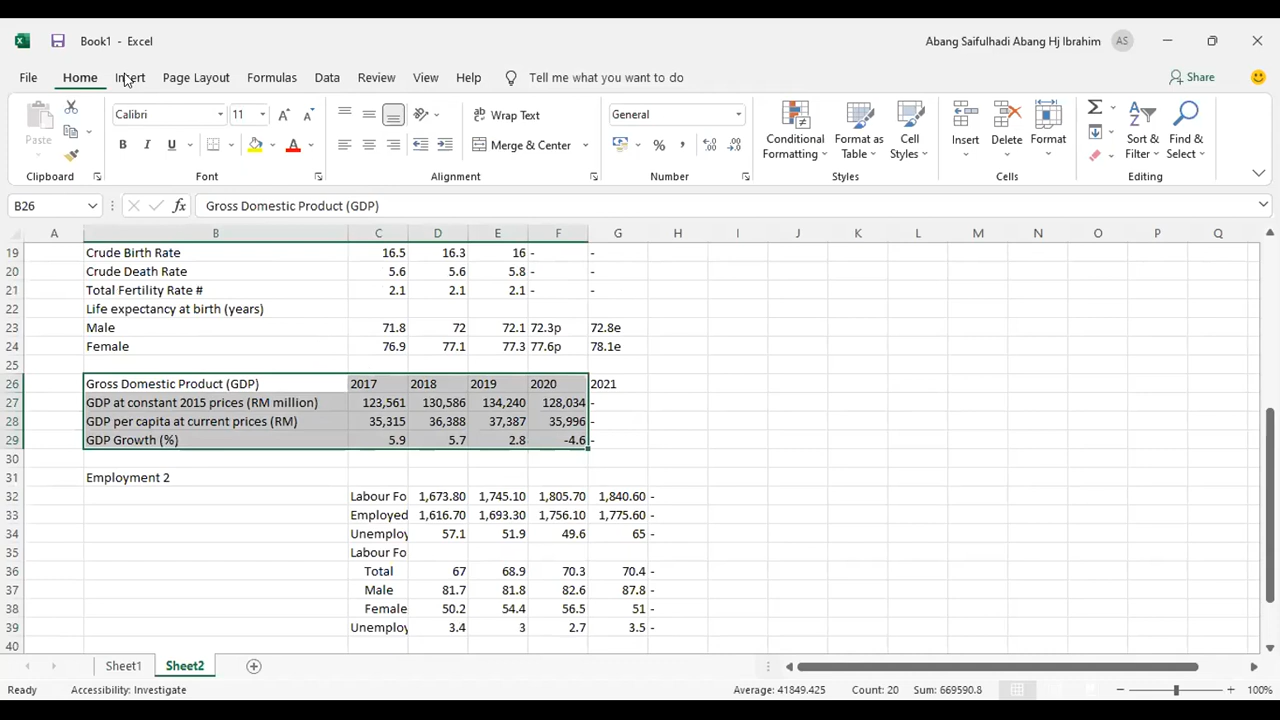 Book1 - Excel
Abang Saifulhadi Abang Hj Ibrahim AS
File Home Insert Page Layout Formulas Data Review View Help Tell me what you want to do Share
Paste
Calibri 11
Wrap Text
General
Conditional Formatting
Format as Table
Cell Styles
Insert
Delete
Format
Sort & Filter
Find & Select
B I U
Merge & Center
Clipboard Font Alignment Number Styles Cells Editing
B26 fx Gross Domestic Product (GDP)
A B C D E F G H I J K L M N O P Q
19 Crude Birth Rate 16.5 16.3 16 - -
20 Crude Death Rate 5.6 5.6 5.8 - -
21 Total Fertility Rate # 2.1 2.1 2.1 - -
22 Life expectancy at birth (years)
23 Male 71.8 72 72.1 72.3p 72.8e
24 Female 76.9 77.1 77.3 77.6p 78.1e
25
26 Gross Domestic Product (GDP) 2017 2018 2019 2020 2021
27 GDP at constant 2015 prices (RM million) 123,561 130,586 134,240 128,034 -
28 GDP per capita at current prices (RM) 35,315 36,388 37,387 35,996 -
29 GDP Growth (%) 5.9 5.7 2.8 -4.6 -
30
31 Employment 2
32 Labour Fo 1,673.80 1,745.10 1,805.70 1,840.60 -
33 Employed 1,616.70 1,693.30 1,756.10 1,775.60 -
34 Unemploy 57.1 51.9 49.6 65 -
35 Labour Fo
36 Total 67 68.9 70.3 70.4 -
37 Male 81.7 81.8 82.6 87.8 -
38 Female 50.2 54.4 56.5 51 -
39 Unemploy 3.4 3 2.7 3.5 -
40
Sheet1 Sheet2
Ready Accessibility: Investigate Average: 41849.425 Count: 20 Sum: 669590.8 100%